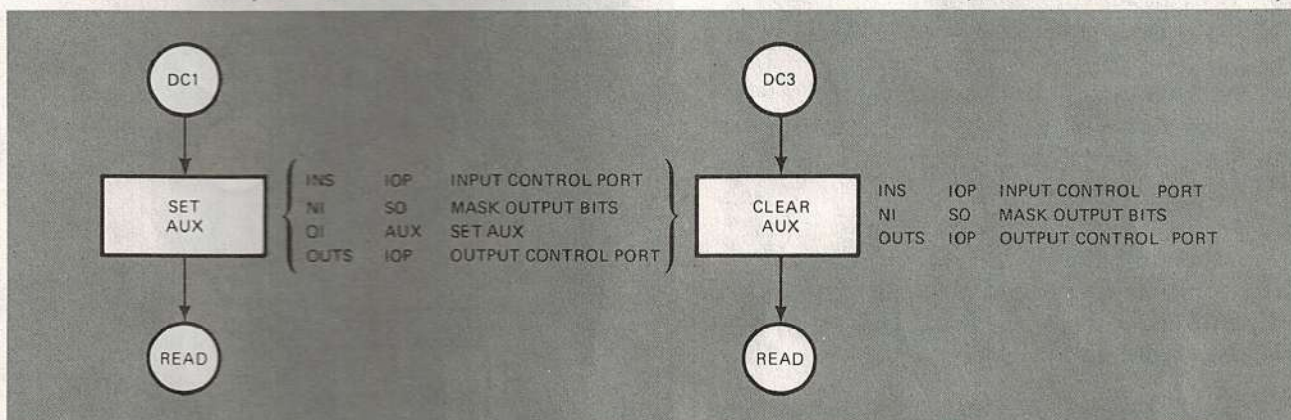 DC1
SET
AUX
INS IOP INPUT CONTROL PORT
NI SO MASK OUTPUT BITS
OI AUX SET AUX
OUTS IOP OUTPUT CONTROL PORT
READ
DC3
CLEAR
AUX
INS IOP INPUT CONTROL PORT
NI SO MASK OUTPUT BITS
OUTS IOP OUTPUT CONTROL PORT
READ